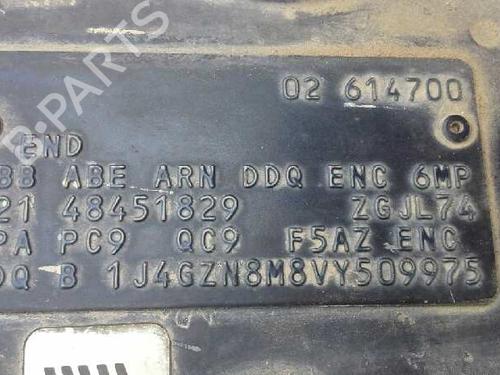 B-PARTS
02 614700
END
BB ABE ARN DDQ ENC 6MP
21 48451829 ZGJL74
PA PC9 QC9 F5AZ ENC
DQ B 1J4GZN8M8VY509975